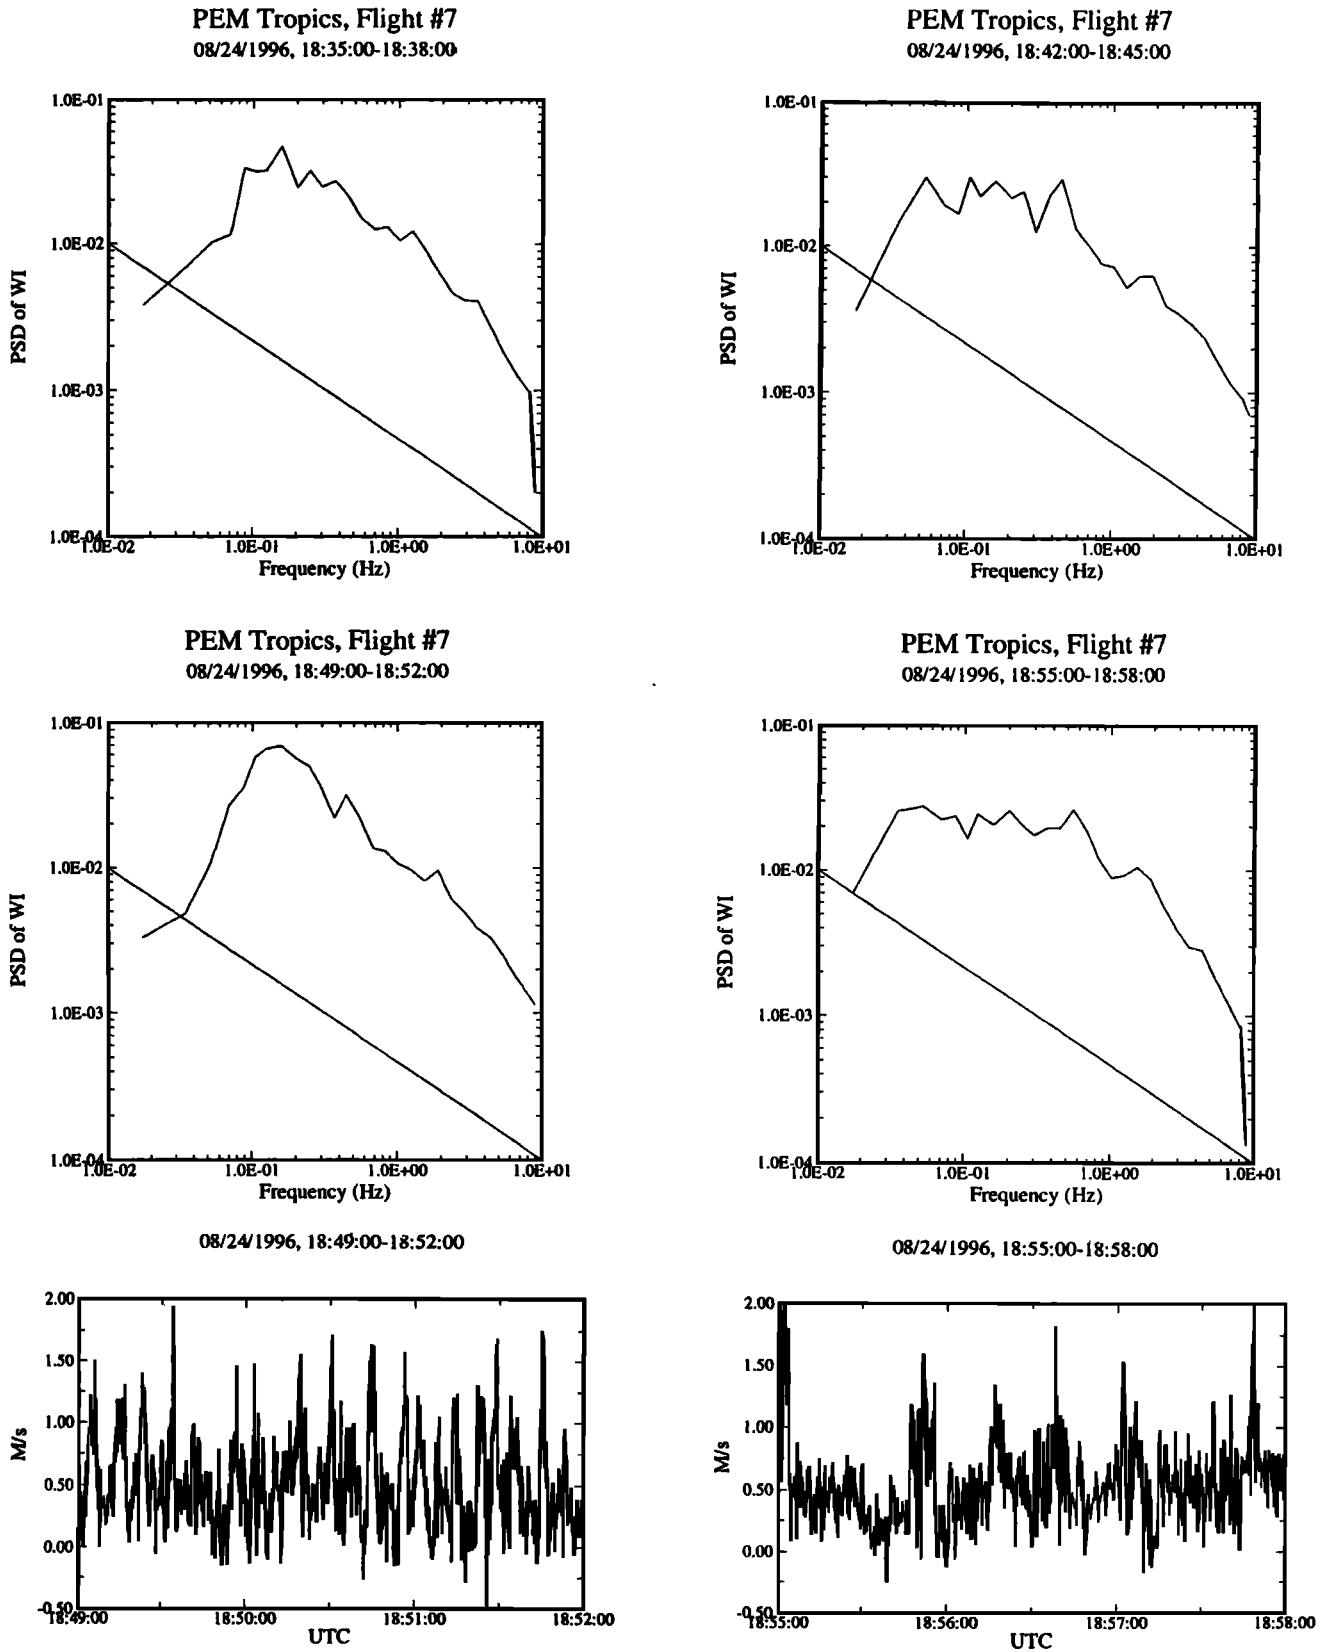 PEM Tropics, Flight #7
08/24/1996, 18:35:00-18:38:00
1.0E-01
1.0E-02
1.0E-03
1.0E-04
PSD of WI
1.0E-02 1.0E-01 1.0E+00 1.0E+01
Frequency (Hz)
PEM Tropics, Flight #7
08/24/1996, 18:42:00-18:45:00
1.0E-01
1.0E-02
1.0E-03
1.0E-04
PSD of WI
1.0E-02 1.0E-01 1.0E+00 1.0E+01
Frequency (Hz)
PEM Tropics, Flight #7
08/24/1996, 18:49:00-18:52:00
1.0E-01
1.0E-02
1.0E-03
1.0E-04
PSD of WI
1.0E-02 1.0E-01 1.0E+00 1.0E+01
Frequency (Hz)
PEM Tropics, Flight #7
08/24/1996, 18:55:00-18:58:00
1.0E-01
1.0E-02
1.0E-03
1.0E-04
PSD of WI
1.0E-02 1.0E-01 1.0E+00 1.0E+01
Frequency (Hz)
08/24/1996, 18:49:00-18:52:00
2.00
1.50
1.00
0.50
0.00
-0.50
M/s
18:49:00 18:50:00 18:51:00 18:52:00
UTC
08/24/1996, 18:55:00-18:58:00
2.00
1.50
1.00
0.50
0.00
-0.50
M/s
18:55:00 18:56:00 18:57:00 18:58:00
UTC